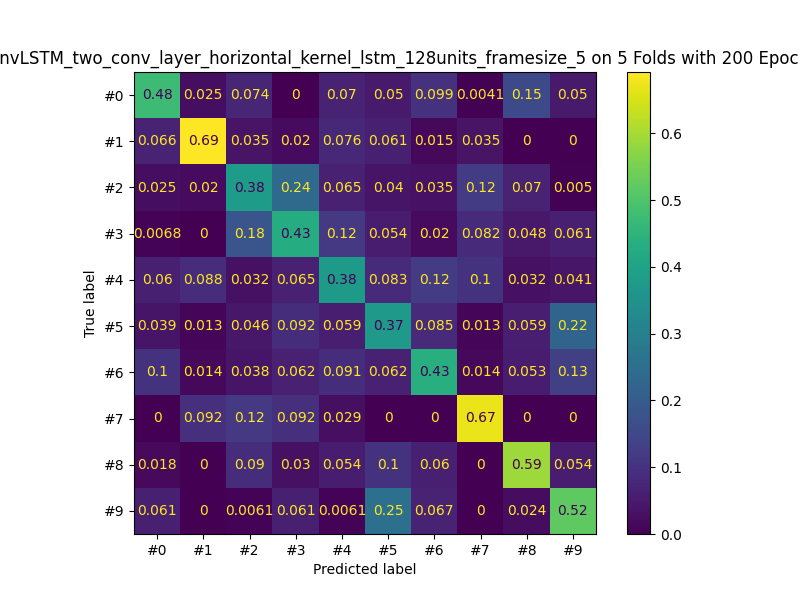 nvLSTM_two_conv_layer_horizontal_kernel_lstm_128units_framesize_5 on 5 Folds with 200 Epoc
#0 0.48 0.025 0.074 0 0.07 0.05 0.099 0.0041 0.15 0.05
#1 0.066 0.69 0.035 0.02 0.076 0.061 0.015 0.035 0 0
#2 0.025 0.02 0.38 0.24 0.065 0.04 0.035 0.12 0.07 0.005
#3 0.0068 0 0.18 0.43 0.12 0.054 0.02 0.082 0.048 0.061
#4 0.06 0.088 0.032 0.065 0.38 0.083 0.12 0.1 0.032 0.041
#5 0.039 0.013 0.046 0.092 0.059 0.37 0.085 0.013 0.059 0.22
#6 0.1 0.014 0.038 0.062 0.091 0.062 0.43 0.014 0.053 0.13
#7 0 0.092 0.12 0.092 0.029 0 0 0.67 0 0
#8 0.018 0 0.09 0.03 0.054 0.1 0.06 0 0.59 0.054
#9 0.061 0 0.0061 0.061 0.0061 0.25 0.067 0 0.024 0.52
#0 #1 #2 #3 #4 #5 #6 #7 #8 #9
Predicted label
True label
0.6
0.5
0.4
0.3
0.2
0.1
0.0